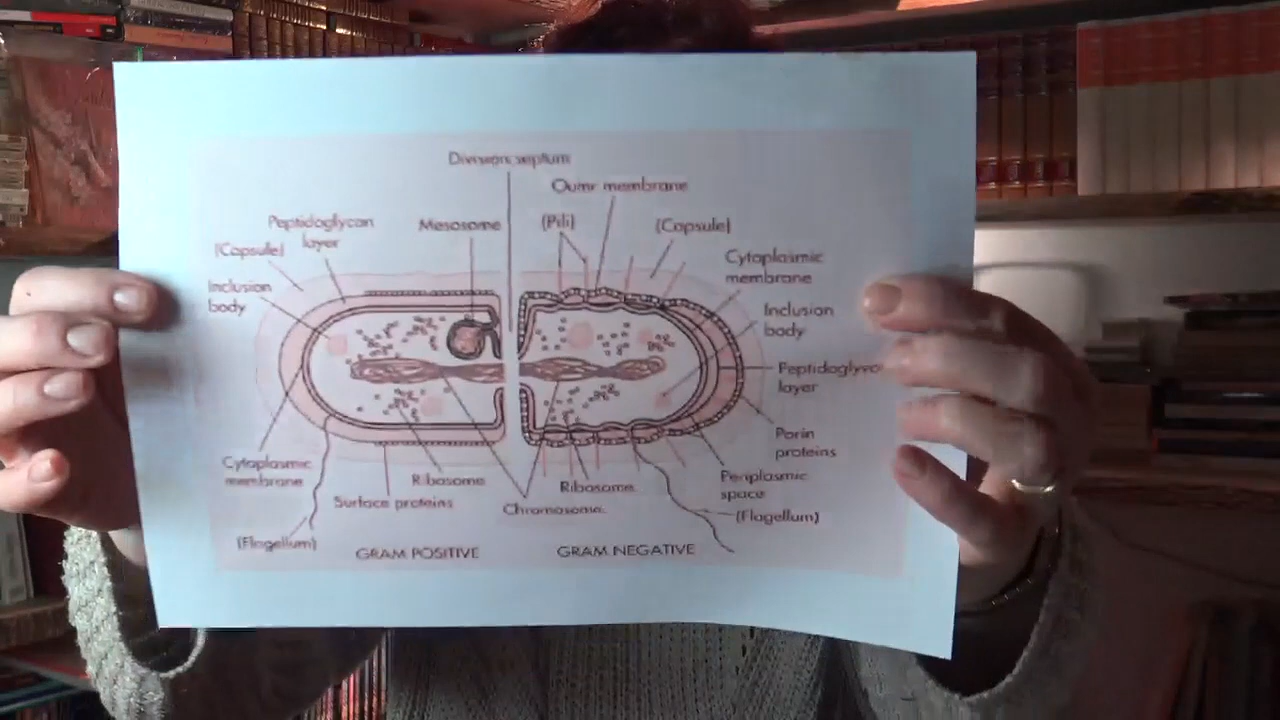 Division septum
Outer membrane
Peptidoglycan
layer
Mesosome
(Pili)
(Capsule)
(Capsule)
Cytoplasmic
membrane
Inclusion
body
Inclusion
body
layer
Porin
proteins
Cytoplasmic
membrane
Ribosome
Surface proteins
Chromosome
Ribosome
Periplasmic
space
(Flagellum)
(Flagellum)
GRAM POSITIVE
GRAM NEGATIVE